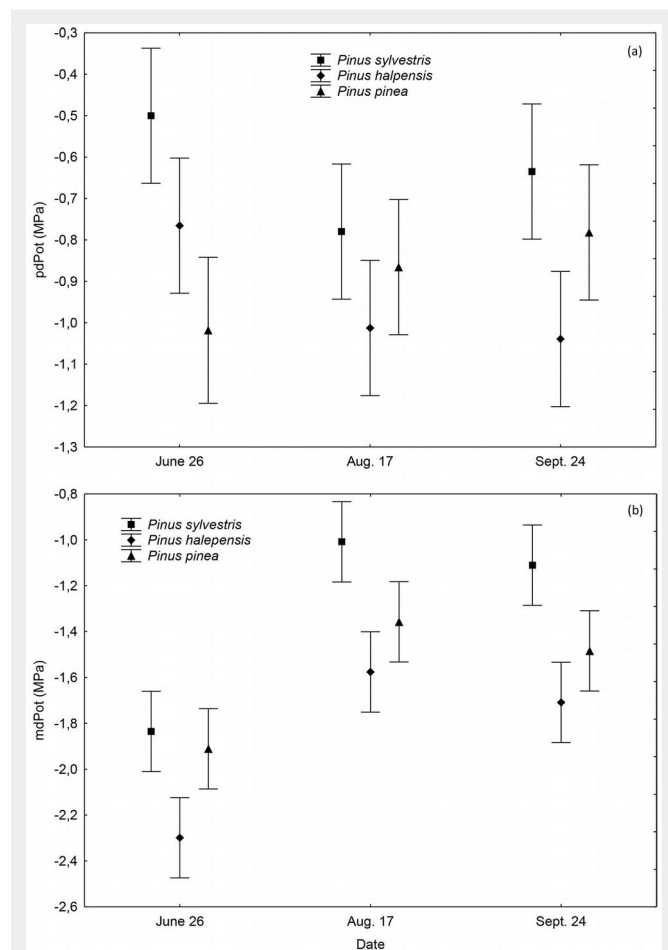 -0,3
-0,4
-0,5
-0,6
-0,7
-0,8
-0,9
-1,0
-1,1
-1,2
-1,3
pdPot (MPa)
(a)
Pinus sylvestris
Pinus halpensis
Pinus pinea
June 26 Aug. 17 Sept. 24
-0,8
-1,0
-1,2
-1,4
-1,6
-1,8
-2,0
-2,2
-2,4
-2,6
mdPot (MPa)
(b)
Pinus sylvestris
Pinus halepensis
Pinus pinea
June 26 Aug. 17 Sept. 24
Date